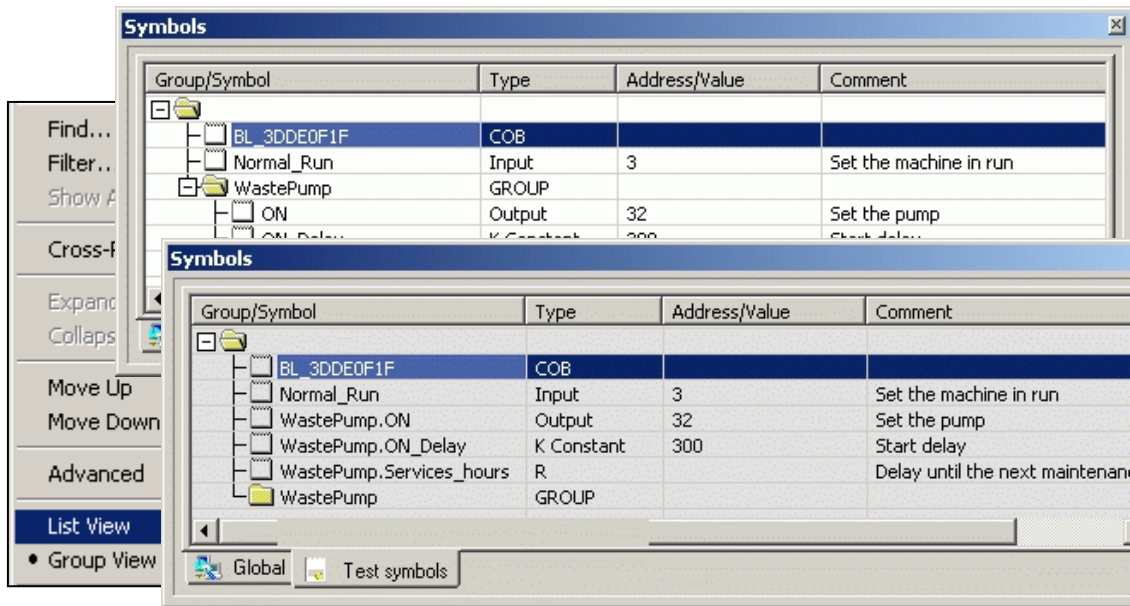 Symbols
Group/Symbol Type Address/Value Comment
BL_3DDE0F1F COB
Normal_Run Input 3 Set the machine in run
WastePump GROUP
ON Output 32 Set the pump
Find...
Filter...
Show A
Cross-R
Expand
Collaps
Move Up
Move Down
Advanced
List View
Group View
Symbols
Group/Symbol Type Address/Value Comment
BL_3DDE0F1F COB
Normal_Run Input 3 Set the machine in run
WastePump.ON Output 32 Set the pump
WastePump.ON_Delay K Constant 300 Start delay
WastePump.Services_hours R Delay until the next maintenan
WastePump GROUP
Global Test symbols